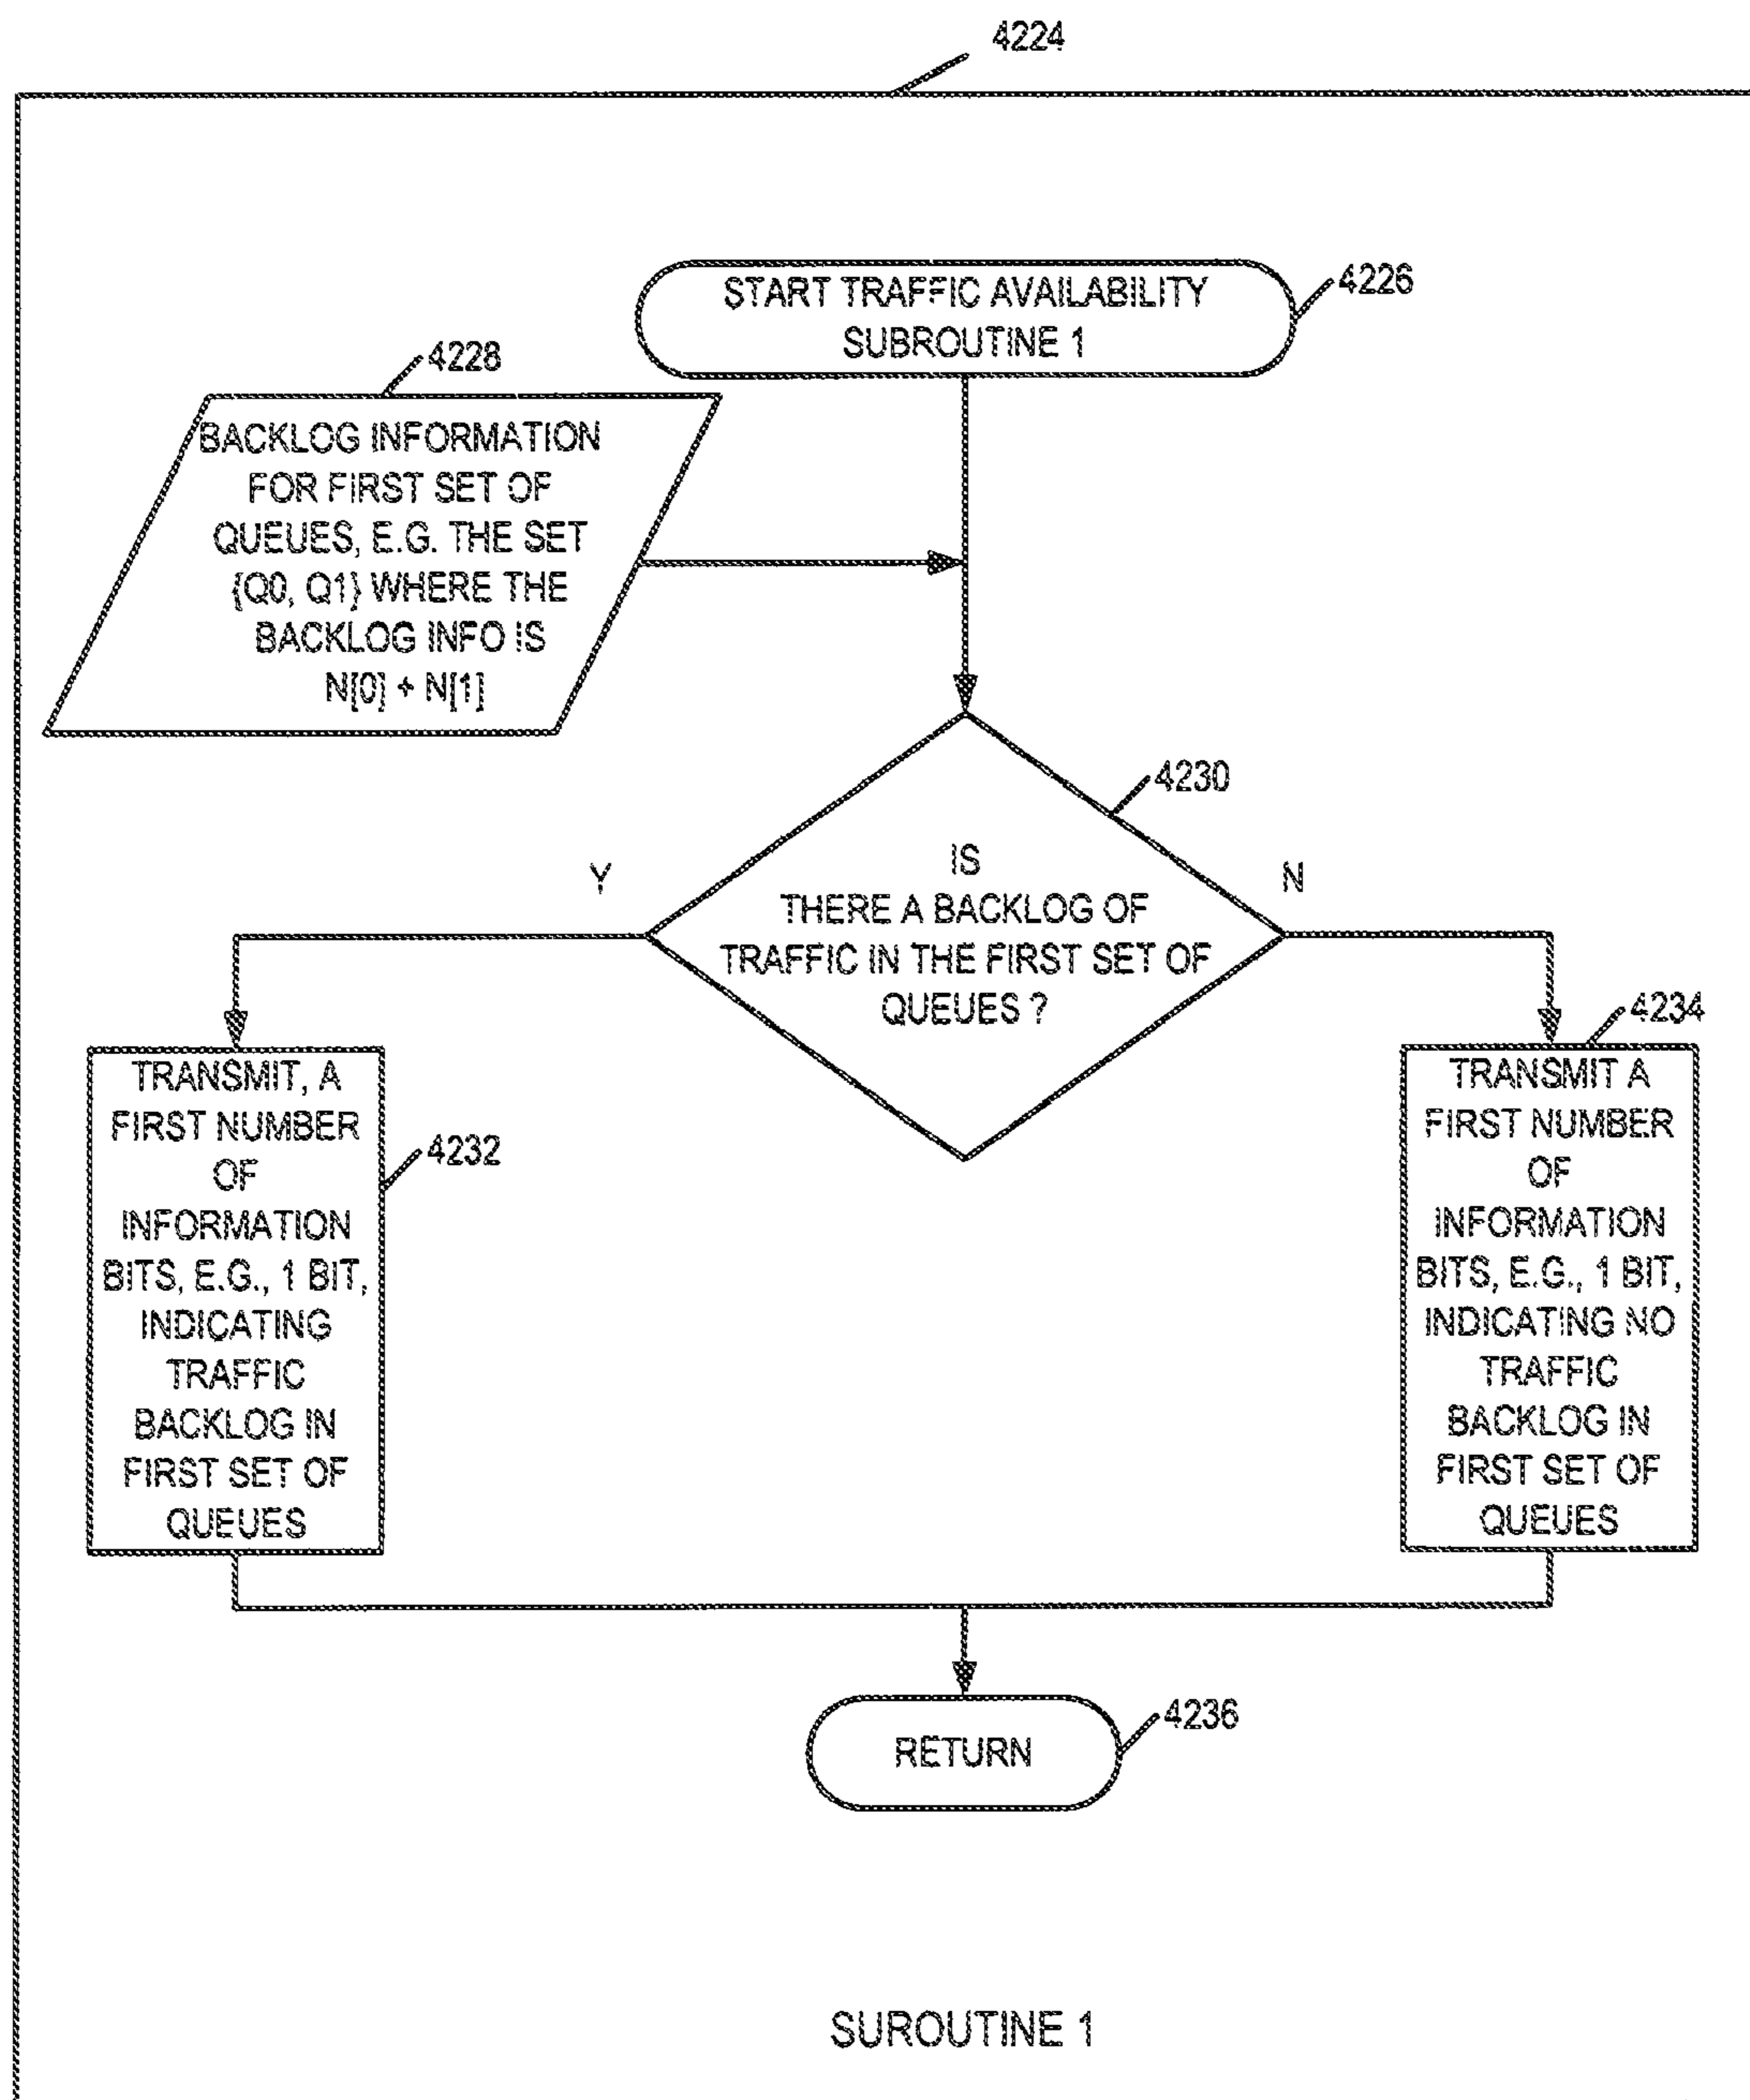 4224
START TRAFFIC AVAILABILITY
SUBROUTINE 1
4226
4228
BACKLOG INFORMATION
FOR FIRST SET OF
QUEUES, E.G. THE SET
{Q0, Q1} WHERE THE
BACKLOG INFO IS
N[0] + N[1]
4230
Y
IS
THERE A BACKLOG OF
TRAFFIC IN THE FIRST SET OF
QUEUES ?
N
TRANSMIT, A
FIRST NUMBER
OF
INFORMATION
BITS, E.G., 1 BIT,
INDICATING
TRAFFIC
BACKLOG IN
FIRST SET OF
QUEUES
4232
4234
TRANSMIT A
FIRST NUMBER
OF
INFORMATION
BITS, E.G., 1 BIT,
INDICATING NO
TRAFFIC
BACKLOG IN
FIRST SET OF
QUEUES
RETURN
4236
SUROUTINE 1